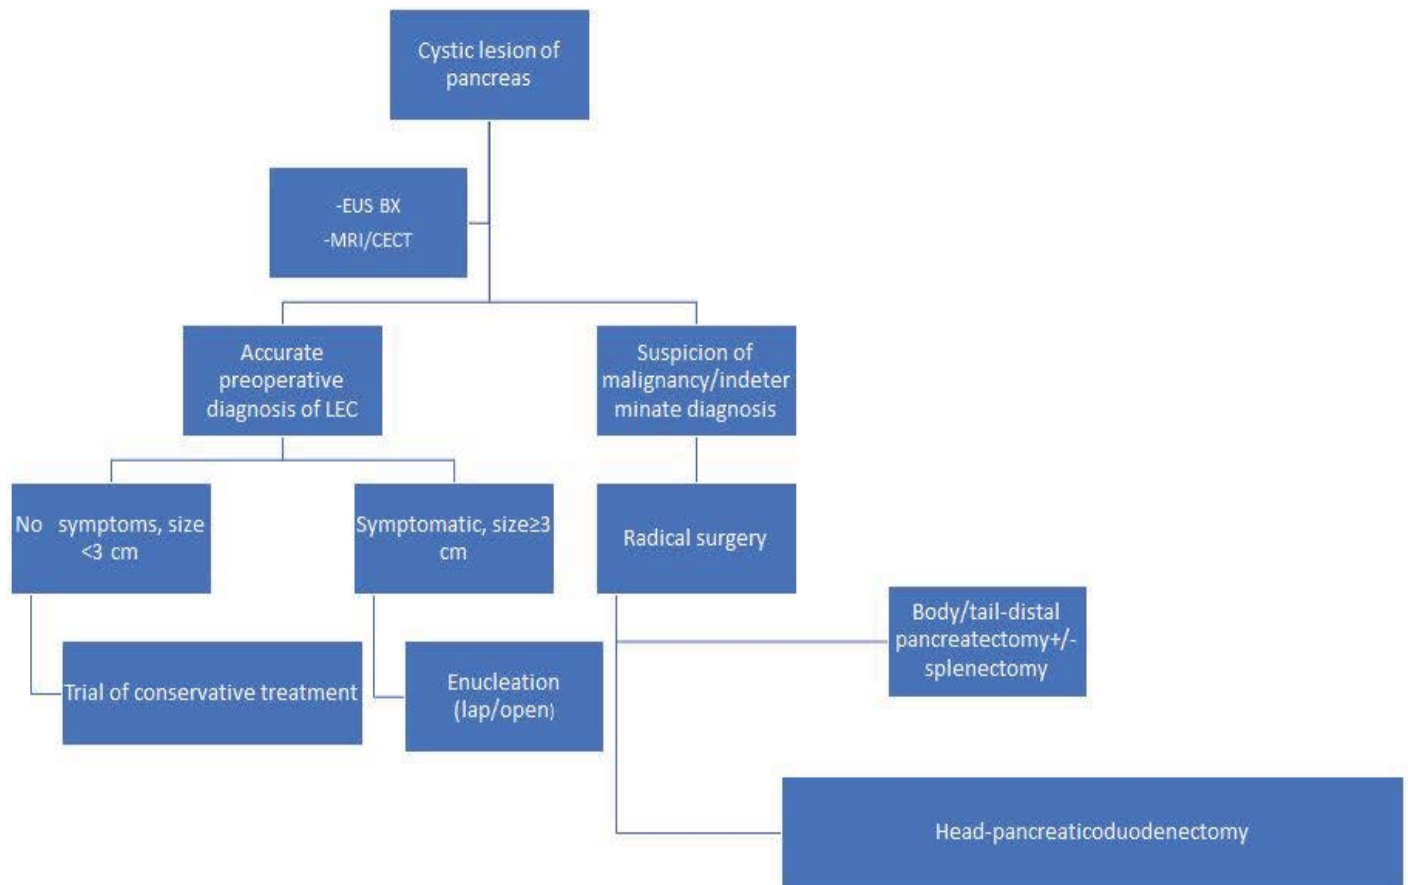 Cystic lesion of
pancreas
-EUS BX
-MRI/CECT
Accurate
preoperative
diagnosis of LEC
Suspicion of
malignancy/indeter
minate diagnosis
No symptoms, size
<3 cm
Symptomatic, size≥3
cm
Radical surgery
Trial of conservative treatment
Enucleation
(lap/open)
Body/tail-distal
pancreatectomy+/-
splenectomy
Head-pancreaticoduodenectomy